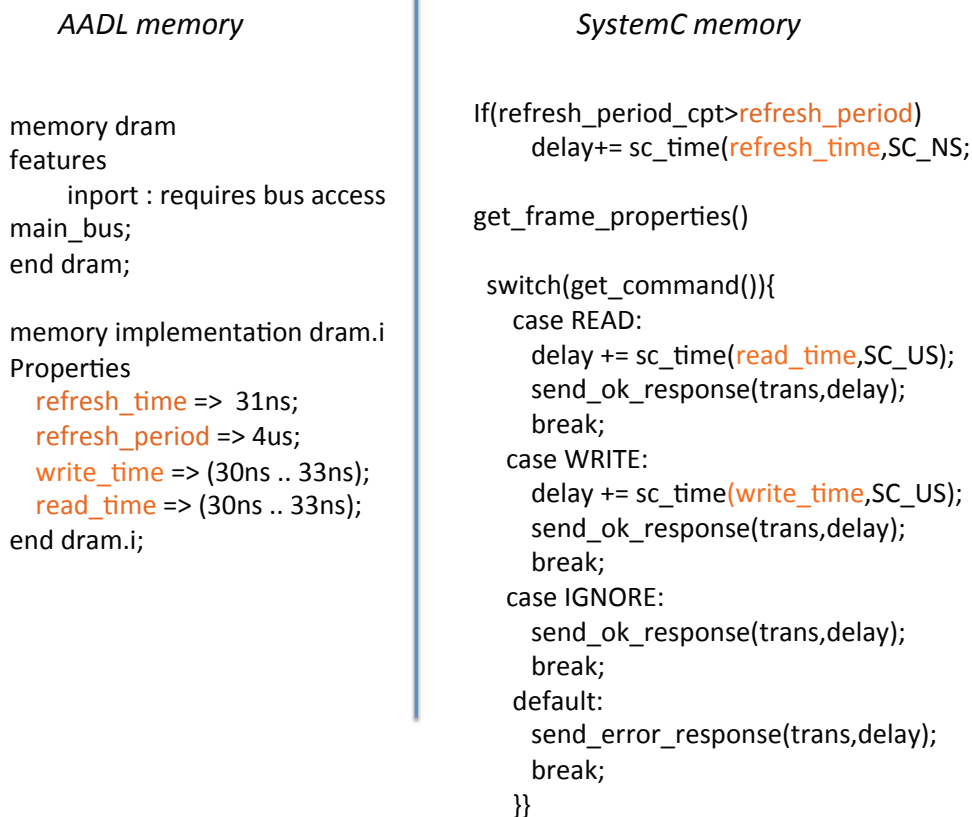 AADL memory
memory dram
features
inport : requires bus access
main_bus;
end dram;
memory implementation dram.i
Properties
refresh_time => 31ns;
refresh_period => 4us;
write_time => (30ns .. 33ns);
read_time => (30ns .. 33ns);
end dram.i;
SystemC memory
If(refresh_period_cpt>refresh_period)
delay+= sc_time(refresh_time,SC_NS;
get_frame_properties()
switch(get_command()){
case READ:
delay += sc_time(read_time,SC_US);
send_ok_response(trans,delay);
break;
case WRITE:
delay += sc_time(write_time,SC_US);
send_ok_response(trans,delay);
break;
case IGNORE:
send_ok_response(trans,delay);
break;
default:
send_error_response(trans,delay);
break;
}}